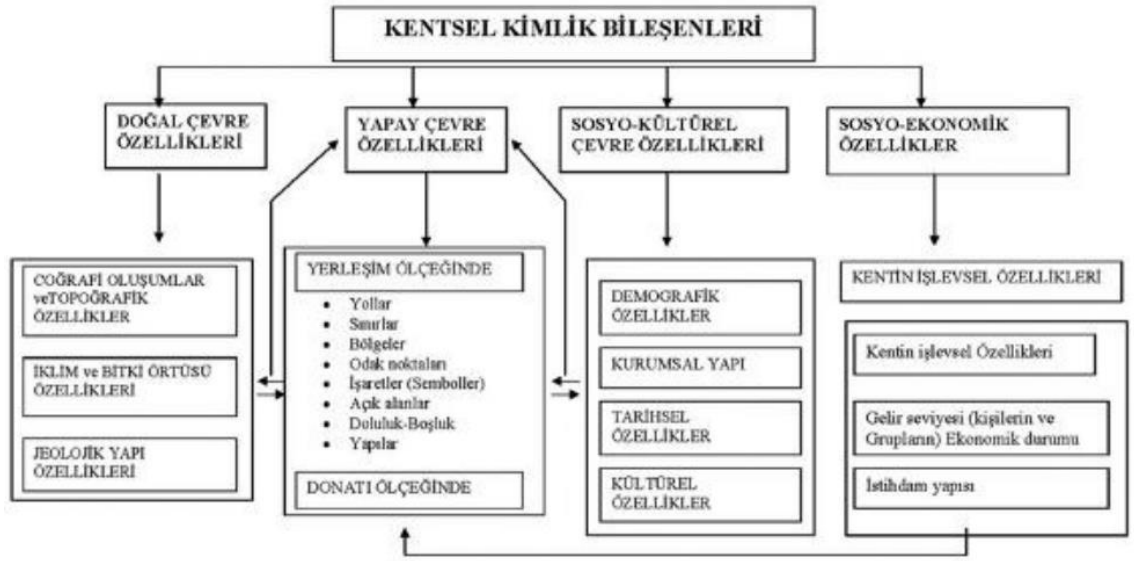 KENTSEL KİMLİK BİLEŞENLERİ
DOĞAL ÇEVRE
ÖZELLİKLERİ
YAPAY ÇEVRE
ÖZELLİKLERİ
SOSYO-KÜLTÜREL
ÇEVRE ÖZELLİKLERİ
SOSYO-EKONOMİK
ÖZELLİKLER
COĞRAFİ OLUŞUMLAR
veTOPOĞRAFİK
ÖZELLİKLER
İKLİM ve BİTKİ ÖRTÜSÜ
ÖZELLİKLERİ
JEOLOJİK YAPI
ÖZELLİKLERİ
YERLEŞİM ÖLÇEĞİNDE
• Yollar
• Sınırlar
• Bölgeler
• Odak noktaları
• İşaretler (Semboller)
• Açık alanlar
• Doluluk-Boşluk
• Yapılar
DONATI ÖLÇEĞİNDE
DEMOGRAFİK
ÖZELLİKLER
KURUMSAL YAPI
TARİHSEL
ÖZELLİKLER
KÜLTÜREL
ÖZELLİKLER
KENTİN İŞLEVSEL ÖZELLİKLERİ
Kentin işlevsel Özellikleri
Gelir seviyesi (kişilerin ve
Grupların) Ekonomik durumu
İstihdam yapısı